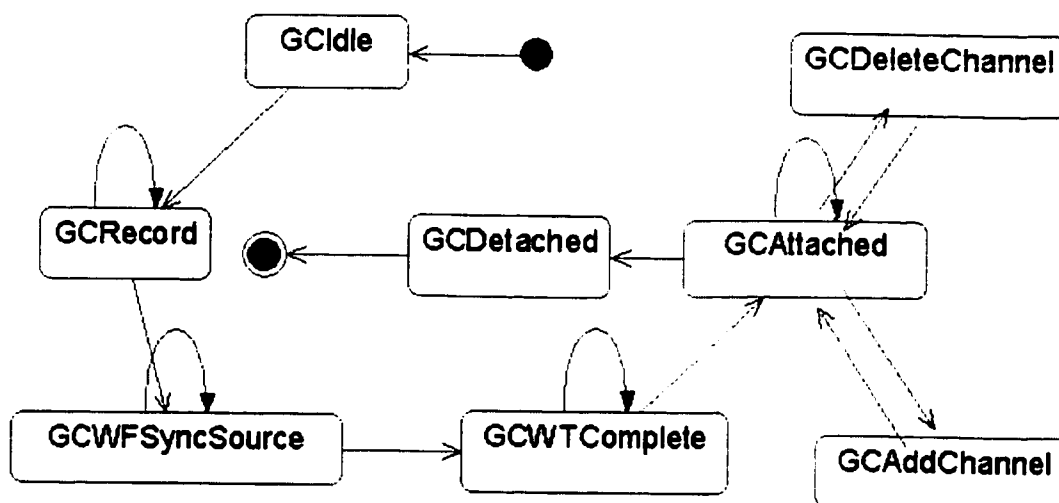 GCIdle
GCDeleteChannel
GCRecord
GCDetached
GCAttached
GCWFSyncSource
GCWTComplete
GCAddChannel